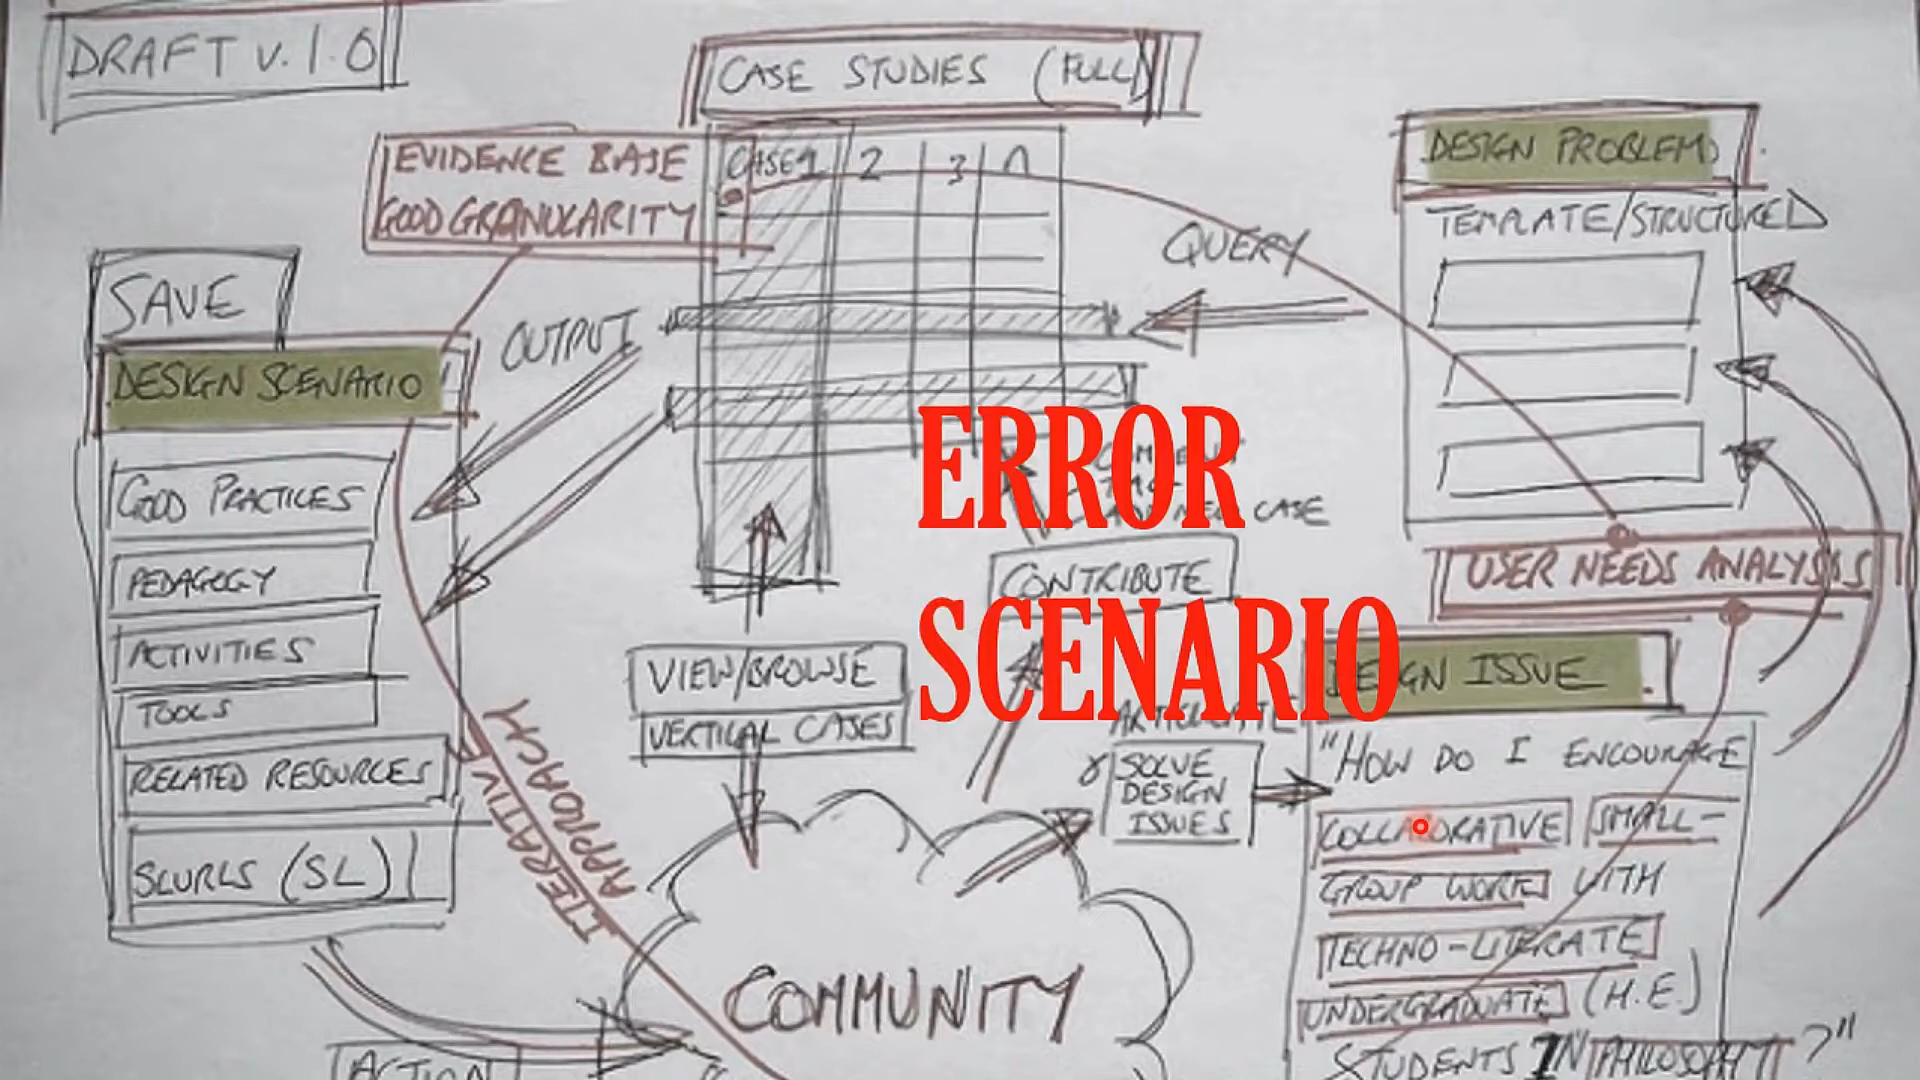 DRAFT v.1.0
CASE STUDIES (FULL)
EVIDENCE BASE
GOOD GRANULARITY
CASE 1 2 3 n
DESIGN PROBLEM
TEMPLATE/STRUCTURED
QUERY
SAVE
DESIGN SCENARIO
OUTPUT
GOOD PRACTICES
PEDAGOGY
ACTIVITIES
TOOLS
RELATED RESOURCES
SLURLS (SL)
ERROR
SCENARIO
CASE
CONTRIBUTE
USER NEEDS ANALYSIS
VIEW/BROWSE
VERTICAL CASES
ITERATIVE
APPROACH
SOLVE
DESIGN
ISSUES
DESIGN ISSUE
"HOW DO I ENCOURAGE
COLLABORATIVE SMALL-
GROUP WORK WITH
TECHNO-LITERATE
UNDERGRADUATE (H.E.)
STUDENTS IN PHILOSOPHY?"
COMMUNITY
ACTION